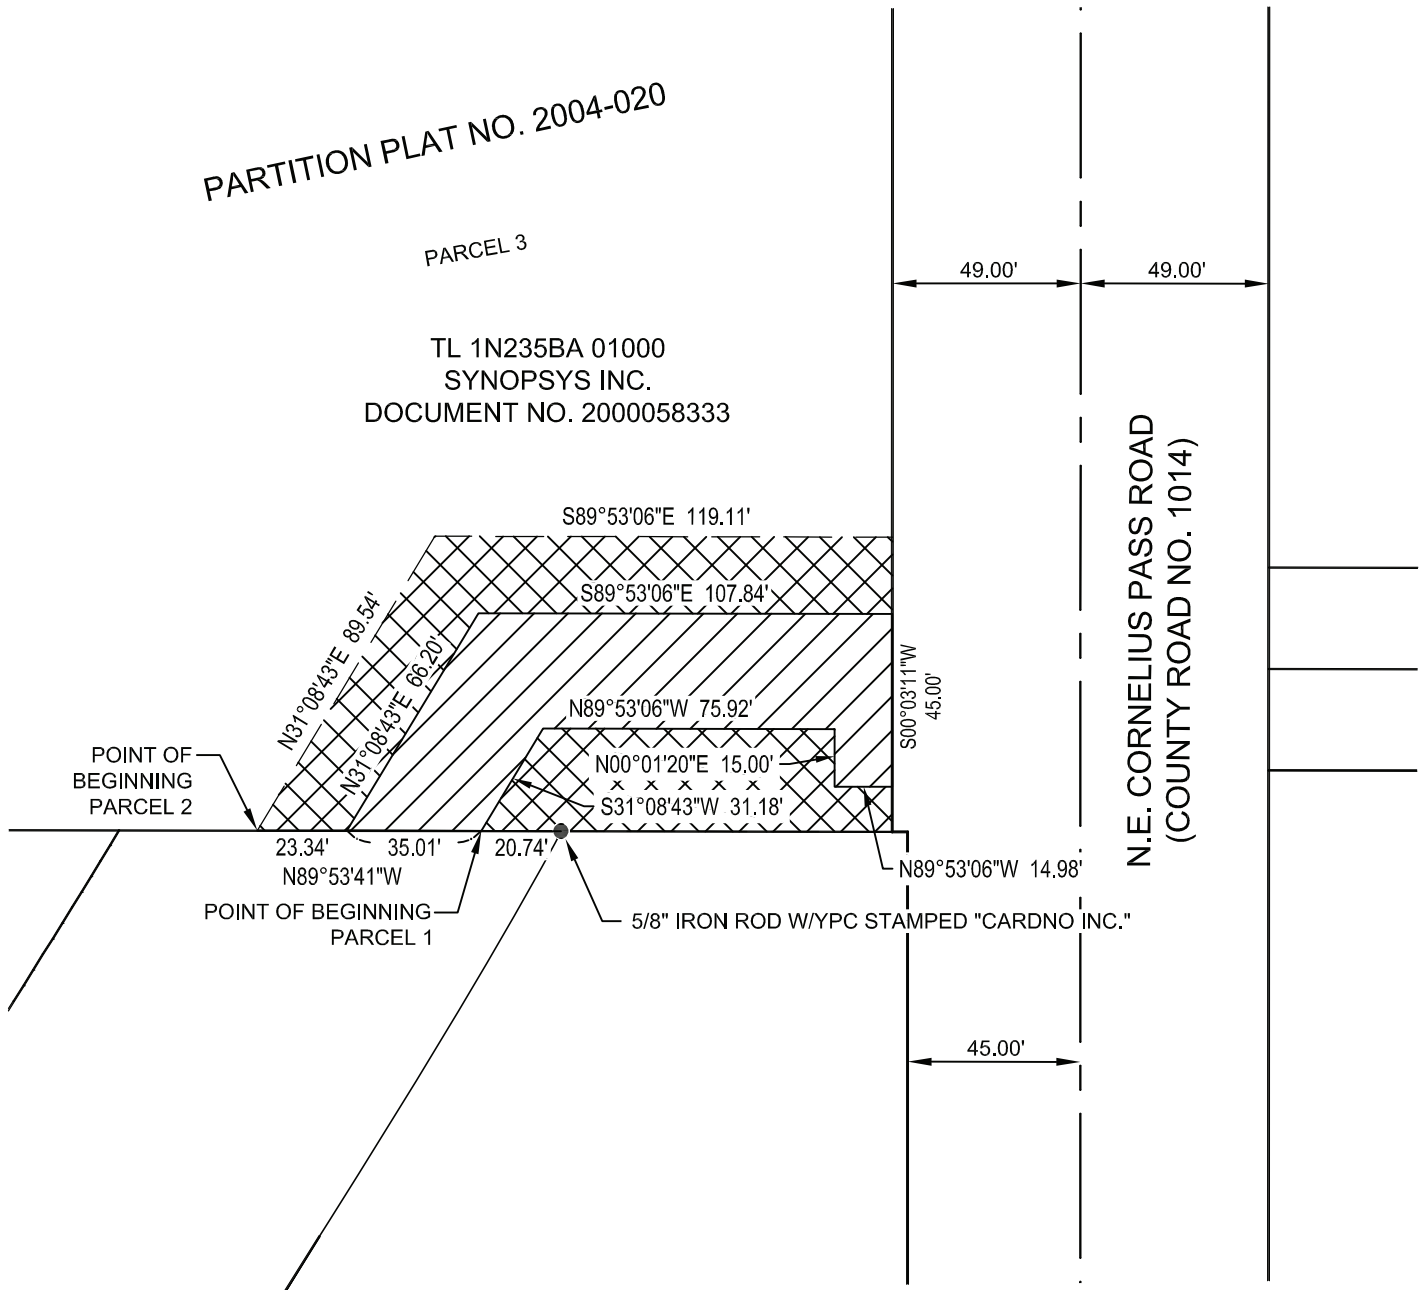 PARTITION PLAT NO. 2004-020
PARCEL 3
49.00'
49.00'
TL 1N235BA 01000
SYNOPSYS INC.
DOCUMENT NO. 2000058333
N.E. CORNELIUS PASS ROAD
(COUNTY ROAD NO. 1014)
S89°53'06"E 119.11'
S89°53'06"E 107.84'
N31°08'43"E 89.54'
N31°08'43"E 66.20'
S00°03'11"W
45.00'
N89°53'06"W 75.92'
N00°01'20"E 15.00'
S31°08'43"W 31.18'
POINT OF
BEGINNING
PARCEL 2
23.34'
35.01'
20.74'
N89°53'41"W
N89°53'06"W 14.98'
POINT OF BEGINNING
PARCEL 1
5/8" IRON ROD W/YPC STAMPED "CARDNO INC."
45.00'